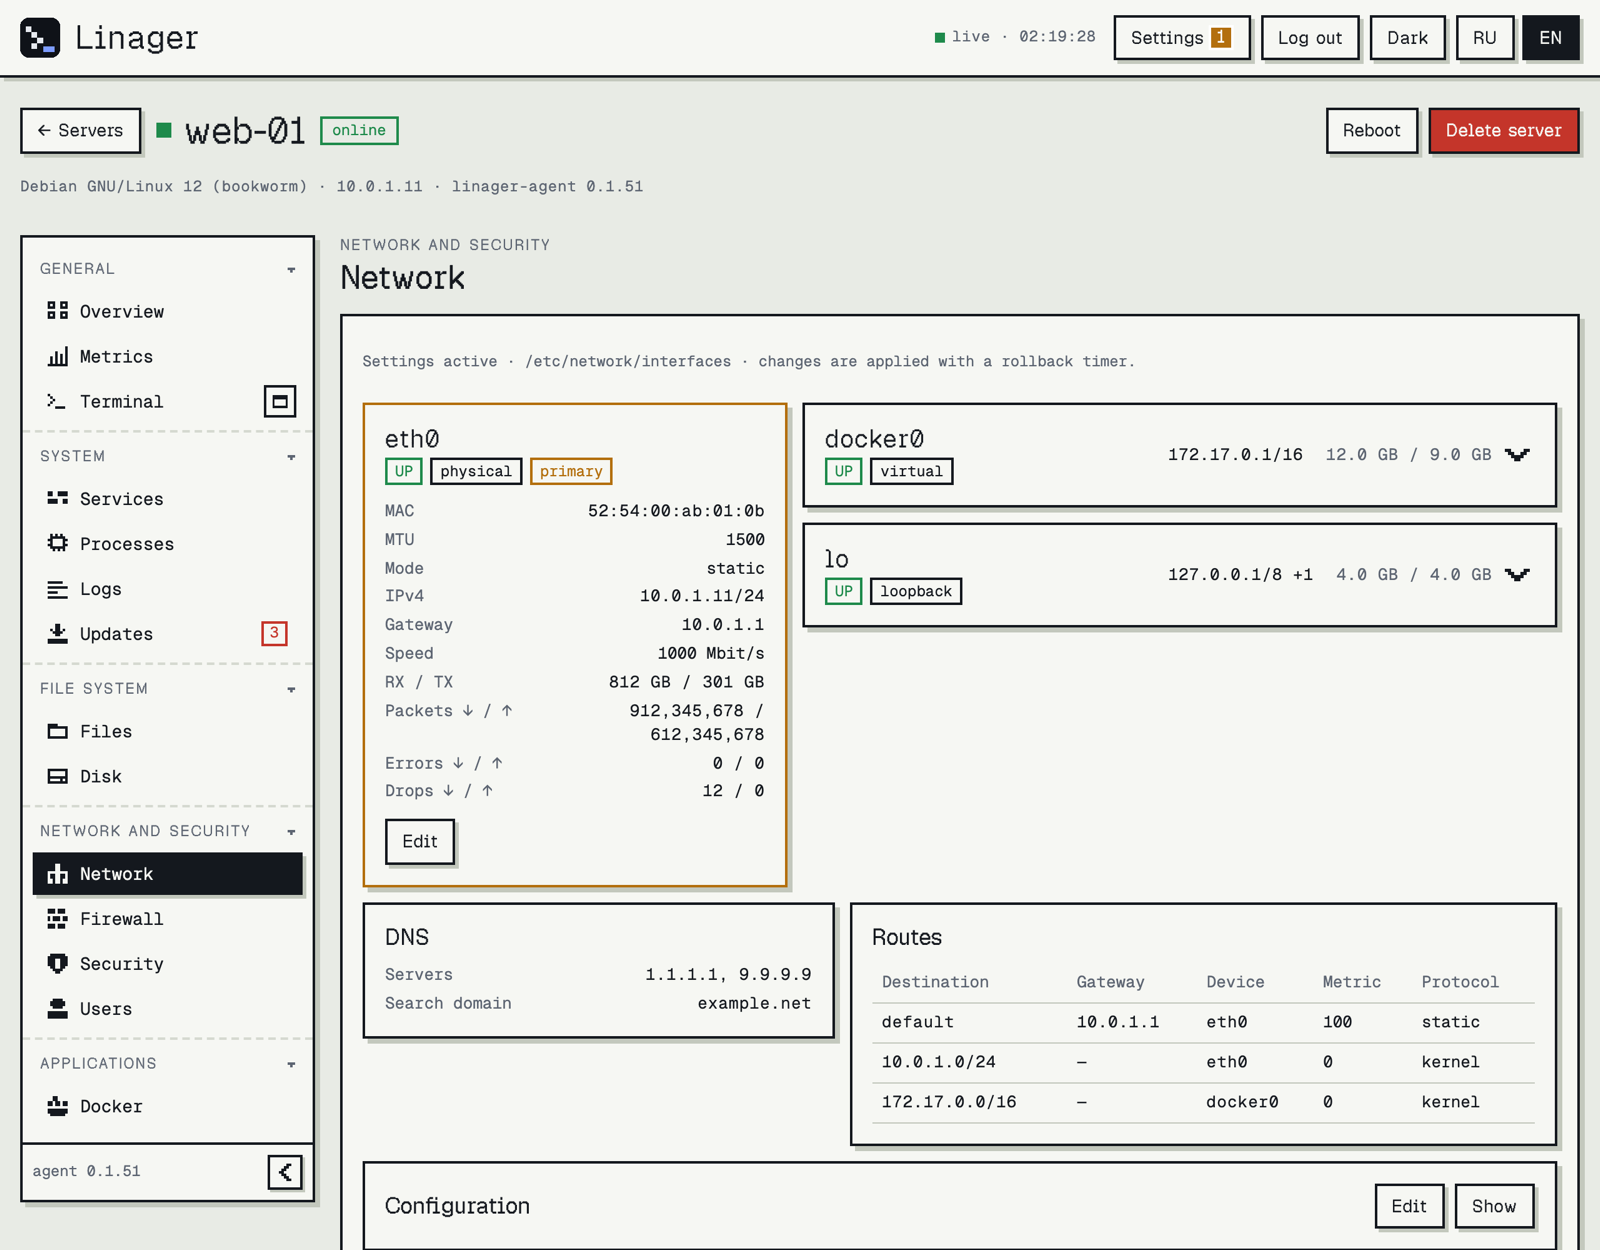 Linager
live · 02:19:28
Settings 1
Log out
Dark
RU
EN
← Servers
web-01
online
Reboot
Delete server
Debian GNU/Linux 12 (bookworm) · 10.0.1.11 · linager-agent 0.1.51
GENERAL
Overview
Metrics
Terminal
SYSTEM
Services
Processes
Logs
Updates 3
FILE SYSTEM
Files
Disk
NETWORK AND SECURITY
Network
Firewall
Security
Users
APPLICATIONS
Docker
agent 0.1.51
NETWORK AND SECURITY
Network
Settings active · /etc/network/interfaces · changes are applied with a rollback timer.
eth0
UP physical primary
MAC 52:54:00:ab:01:0b
MTU 1500
Mode static
IPv4 10.0.1.11/24
Gateway 10.0.1.1
Speed 1000 Mbit/s
RX / TX 812 GB / 301 GB
Packets ↓ / ↑ 912,345,678 /
612,345,678
Errors ↓ / ↑ 0 / 0
Drops ↓ / ↑ 12 / 0
Edit
docker0
UP virtual
172.17.0.1/16 12.0 GB / 9.0 GB
lo
UP loopback
127.0.0.1/8 +1 4.0 GB / 4.0 GB
DNS
Servers 1.1.1.1, 9.9.9.9
Search domain example.net
Routes
Destination Gateway Device Metric Protocol
default 10.0.1.1 eth0 100 static
10.0.1.0/24 — eth0 0 kernel
172.17.0.0/16 — docker0 0 kernel
Configuration
Edit
Show